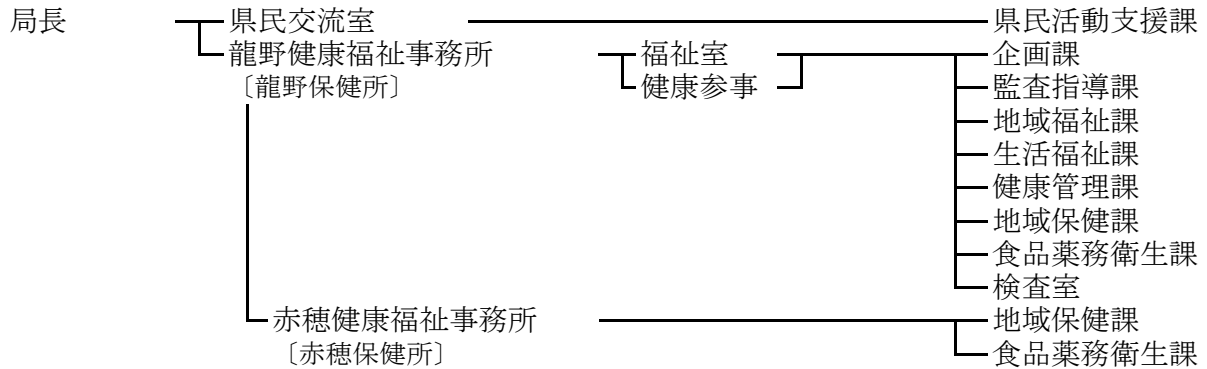 局長 県民交流室 県民活動支援課
龍野健康福祉事務所 福祉室 企画課
〔龍野保健所〕 健康参事 監査指導課
地域福祉課
生活福祉課
健康管理課
地域保健課
食品薬務衛生課
検査室
赤穂健康福祉事務所 地域保健課
〔赤穂保健所〕 食品薬務衛生課